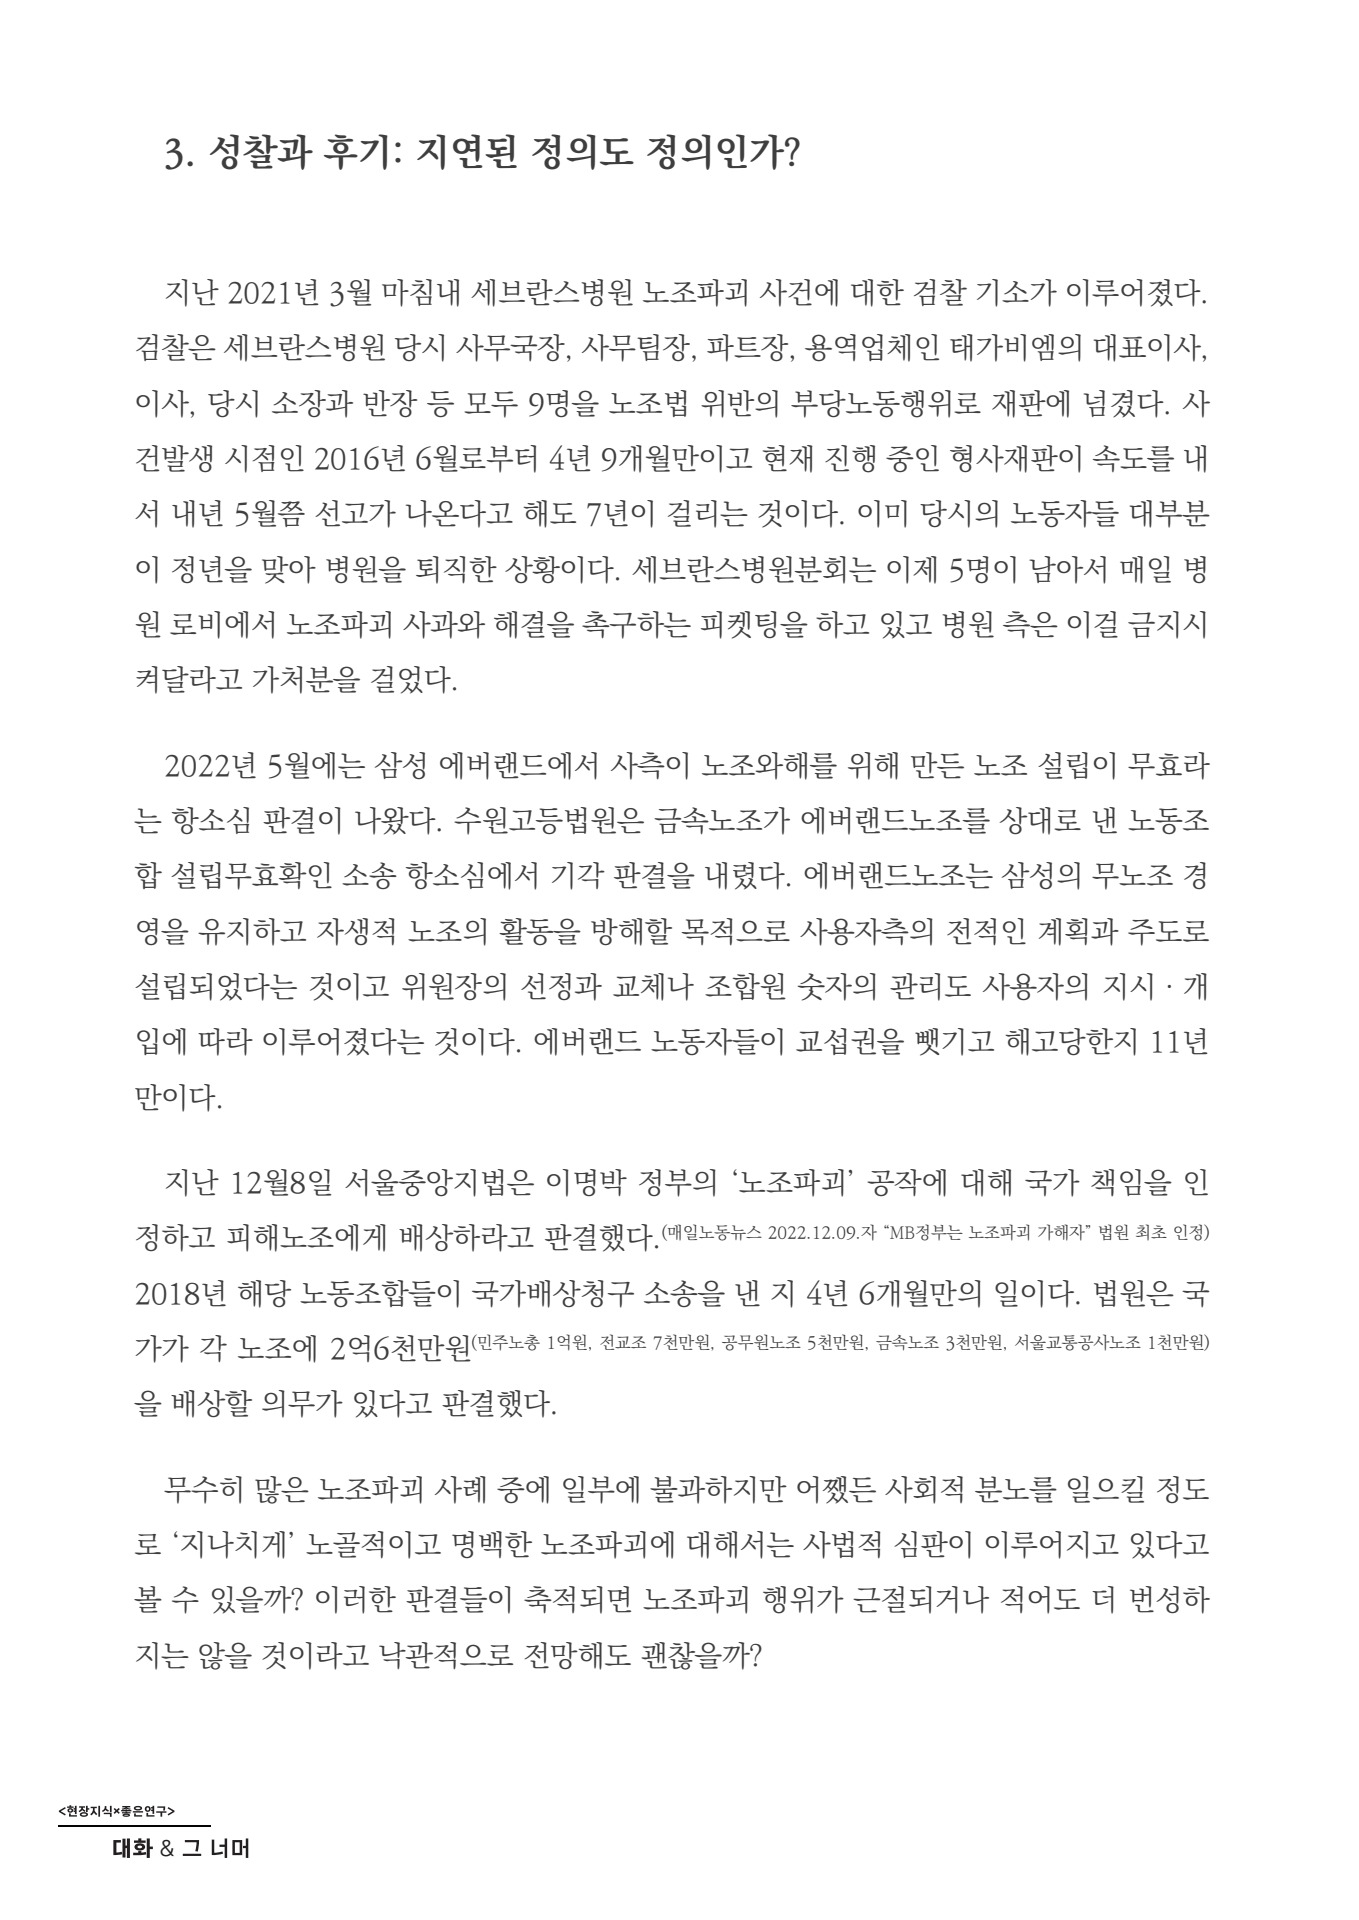 3. 성찰과 후기: 지연된 정의도 정의인가?
지난 2021년 3월 마침내 세브란스병원 노조파괴 사건에 대한 검찰 기소가 이루어졌다.
검찰은 세브란스병원 당시 사무국장, 사무팀장, 파트장, 용역업체인 태가비엠의 대표이사,
이사, 당시 소장과 반장 등 모두 9명을 노조법 위반의 부당노동행위로 재판에 넘겼다. 사
건발생 시점인 2016년 6월로부터 4년 9개월만이고 현재 진행 중인 형사재판이 속도를 내
서 내년 5월쯤 선고가 나온다고 해도 7년이 걸리는 것이다. 이미 당시의 노동자들 대부분
이 정년을 맞아 병원을 퇴직한 상황이다. 세브란스병원분회는 이제 5명이 남아서 매일 병
원 로비에서 노조파괴 사과와 해결을 촉구하는 피켓팅을 하고 있고 병원 측은 이걸 금지시
켜달라고 가처분을 걸었다.
2022년 5월에는 삼성 에버랜드에서 사측이 노조와해를 위해 만든 노조 설립이 무효라
는 항소심 판결이 나왔다. 수원고등법원은 금속노조가 에버랜드노조를 상대로 낸 노동조
합 설립무효확인 소송 항소심에서 기각 판결을 내렸다. 에버랜드노조는 삼성의 무노조 경
영을 유지하고 자생적 노조의 활동을 방해할 목적으로 사용자측의 전적인 계획과 주도로
설립되었다는 것이고 위원장의 선정과 교체나 조합원 숫자의 관리도 사용자의 지시 · 개
입에 따라 이루어졌다는 것이다. 에버랜드 노동자들이 교섭권을 뺏기고 해고당한지 11년
만이다.
지난 12월8일 서울중앙지법은 이명박 정부의 ‘노조파괴’ 공작에 대해 국가 책임을 인
정하고 피해노조에게 배상하라고 판결했다.(매일노동뉴스 2022.12.09.자 “MB정부는 노조파괴 가해자” 법원 최초 인정)
2018년 해당 노동조합들이 국가배상청구 소송을 낸 지 4년 6개월만의 일이다. 법원은 국
가가 각 노조에 2억6천만원(민주노총 1억원, 전교조 7천만원, 공무원노조 5천만원, 금속노조 3천만원, 서울교통공사노조 1천만원)
을 배상할 의무가 있다고 판결했다.
무수히 많은 노조파괴 사례 중에 일부에 불과하지만 어쨌든 사회적 분노를 일으킬 정도
로 ‘지나치게’ 노골적이고 명백한 노조파괴에 대해서는 사법적 심판이 이루어지고 있다고
볼 수 있을까? 이러한 판결들이 축적되면 노조파괴 행위가 근절되거나 적어도 더 번성하
지는 않을 것이라고 낙관적으로 전망해도 괜찮을까?
<현장지식×좋은연구>
대화 & 그 너머